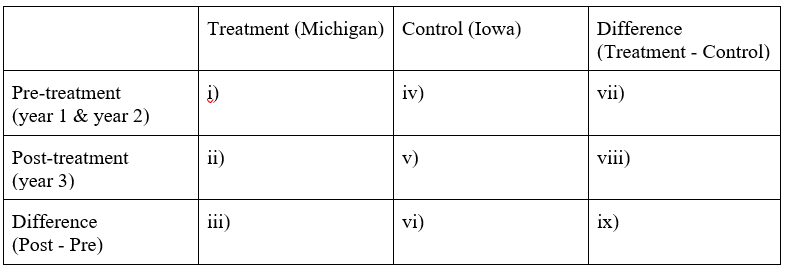 Treatment (Michigan) Control (Iowa) Difference
(Treatment - Control)
Pre-treatment i) iv) vii)
(year 1 & year 2)
Post-treatment ii) v) viii)
(year 3)
Difference iii) vi) ix)
(Post - Pre)